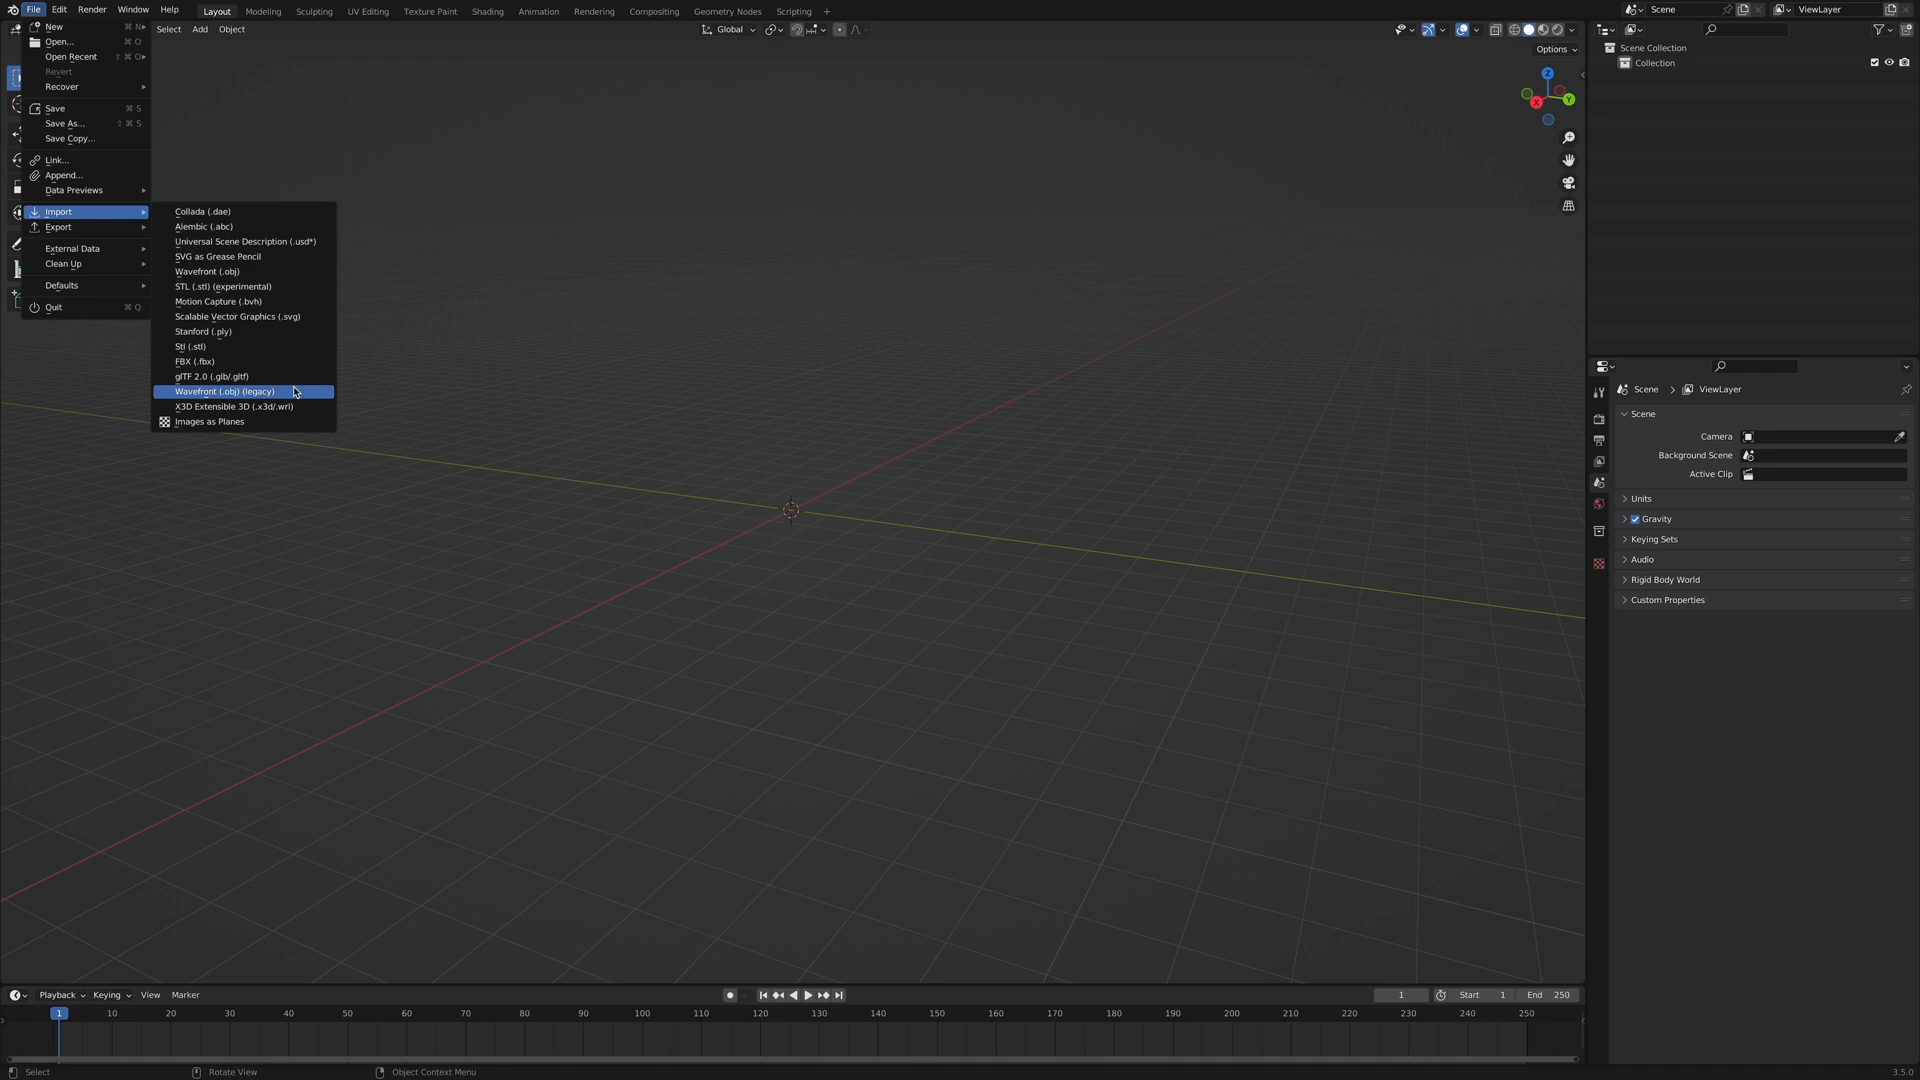 File Edit Render Window Help Layout Modeling Sculpting UV Editing Texture Paint Shading Animation Rendering Compositing Geometry Nodes Scripting + Scene ViewLayer
Select Add Object Global
Options
New ⌘ N
Open... ⌘ O
Open Recent ⇧ ⌘ O
Revert
Recover
Save ⌘ S
Save As... ⇧ ⌘ S
Save Copy...
Link...
Append...
Data Previews
Import
Export
External Data
Clean Up
Defaults
Quit ⌘ Q
Collada (.dae)
Alembic (.abc)
Universal Scene Description (.usd*)
SVG as Grease Pencil
Wavefront (.obj)
STL (.stl) (experimental)
Motion Capture (.bvh)
Scalable Vector Graphics (.svg)
Stanford (.ply)
Stl (.stl)
FBX (.fbx)
glTF 2.0 (.glb/.gltf)
Wavefront (.obj) (legacy)
X3D Extensible 3D (.x3d/.wrl)
Images as Planes
Z
X
Y
Scene Collection
Collection
Scene > ViewLayer
Scene
Camera
Background Scene
Active Clip
Units
Gravity
Keying Sets
Audio
Rigid Body World
Custom Properties
Playback Keying View Marker 1 Start 1 End 250
1 10 20 30 40 50 60 70 80 90 100 110 120 130 140 150 160 170 180 190 200 210 220 230 240 250
Select Rotate View Object Context Menu 3.5.0